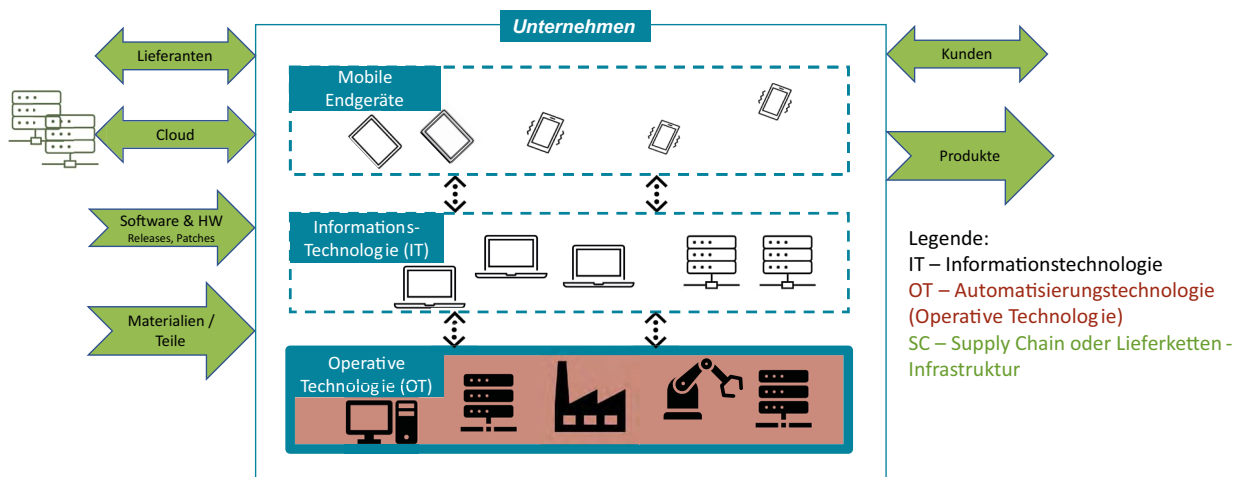 Unternehmen
Lieferanten
Cloud
Software & HW
Releases, Patches
Materialien /
Teile
Mobile
Endgeräte
Informations-
Technologie (IT)
Operative
Technologie (OT)
Kunden
Produkte
Legende:
IT – Informationstechnologie
OT – Automatisierungstechnologie
(Operative Technologie)
SC – Supply Chain oder Lieferketten -
Infrastruktur